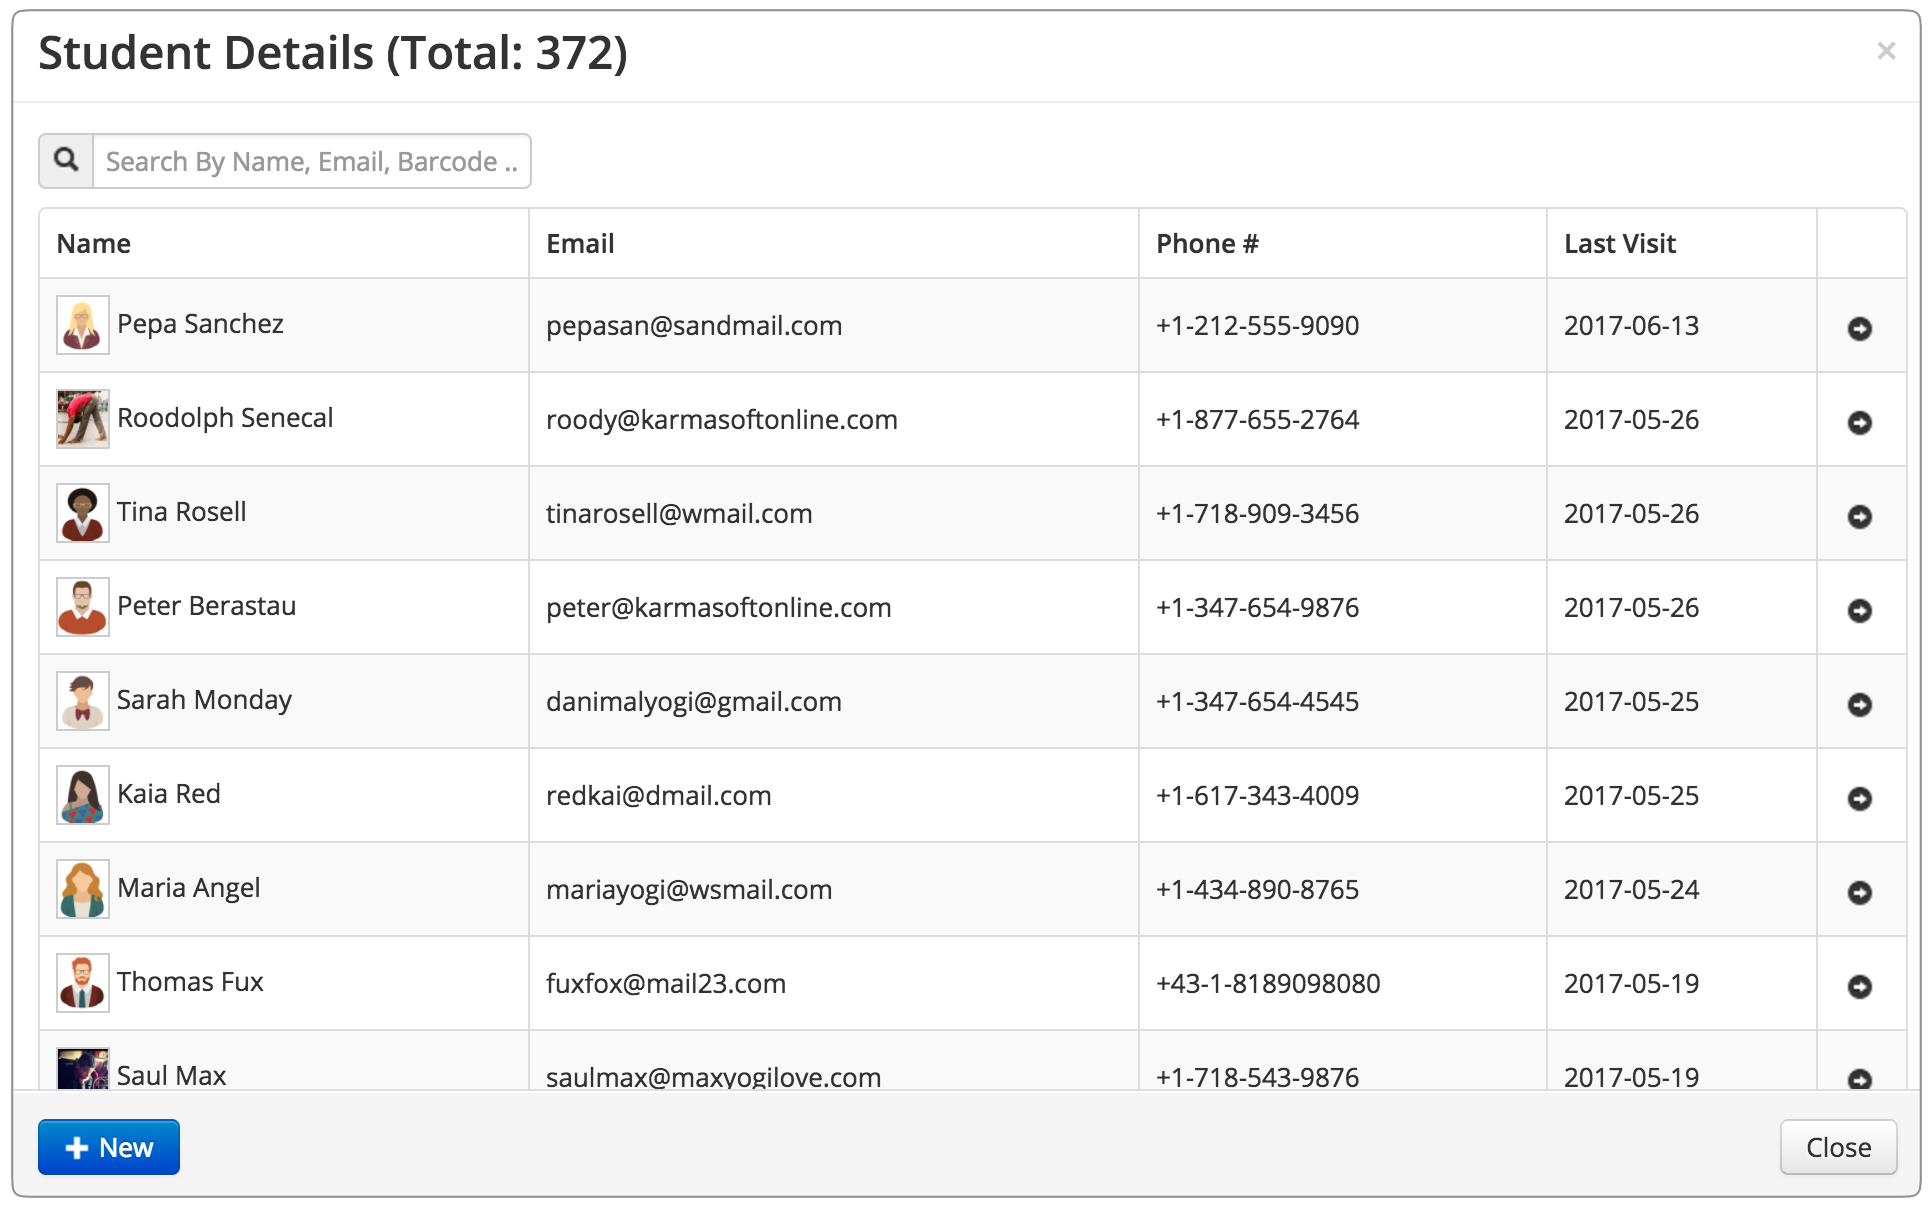 Student Details (Total: 372)
×
Search By Name, Email, Barcode ..
Name Email Phone # Last Visit
Pepa Sanchez pepasan@sandmail.com +1-212-555-9090 2017-06-13
Roodolph Senecal roody@karmasoftonline.com +1-877-655-2764 2017-05-26
Tina Rosell tinarosell@wmail.com +1-718-909-3456 2017-05-26
Peter Berastau peter@karmasoftonline.com +1-347-654-9876 2017-05-26
Sarah Monday danimalyogi@gmail.com +1-347-654-4545 2017-05-25
Kaia Red redkai@dmail.com +1-617-343-4009 2017-05-25
Maria Angel mariayogi@wsmail.com +1-434-890-8765 2017-05-24
Thomas Fux fuxfox@mail23.com +43-1-8189098080 2017-05-19
Saul Max saulmax@maxyogilove.com +1-718-543-9876 2017-05-19
New Close